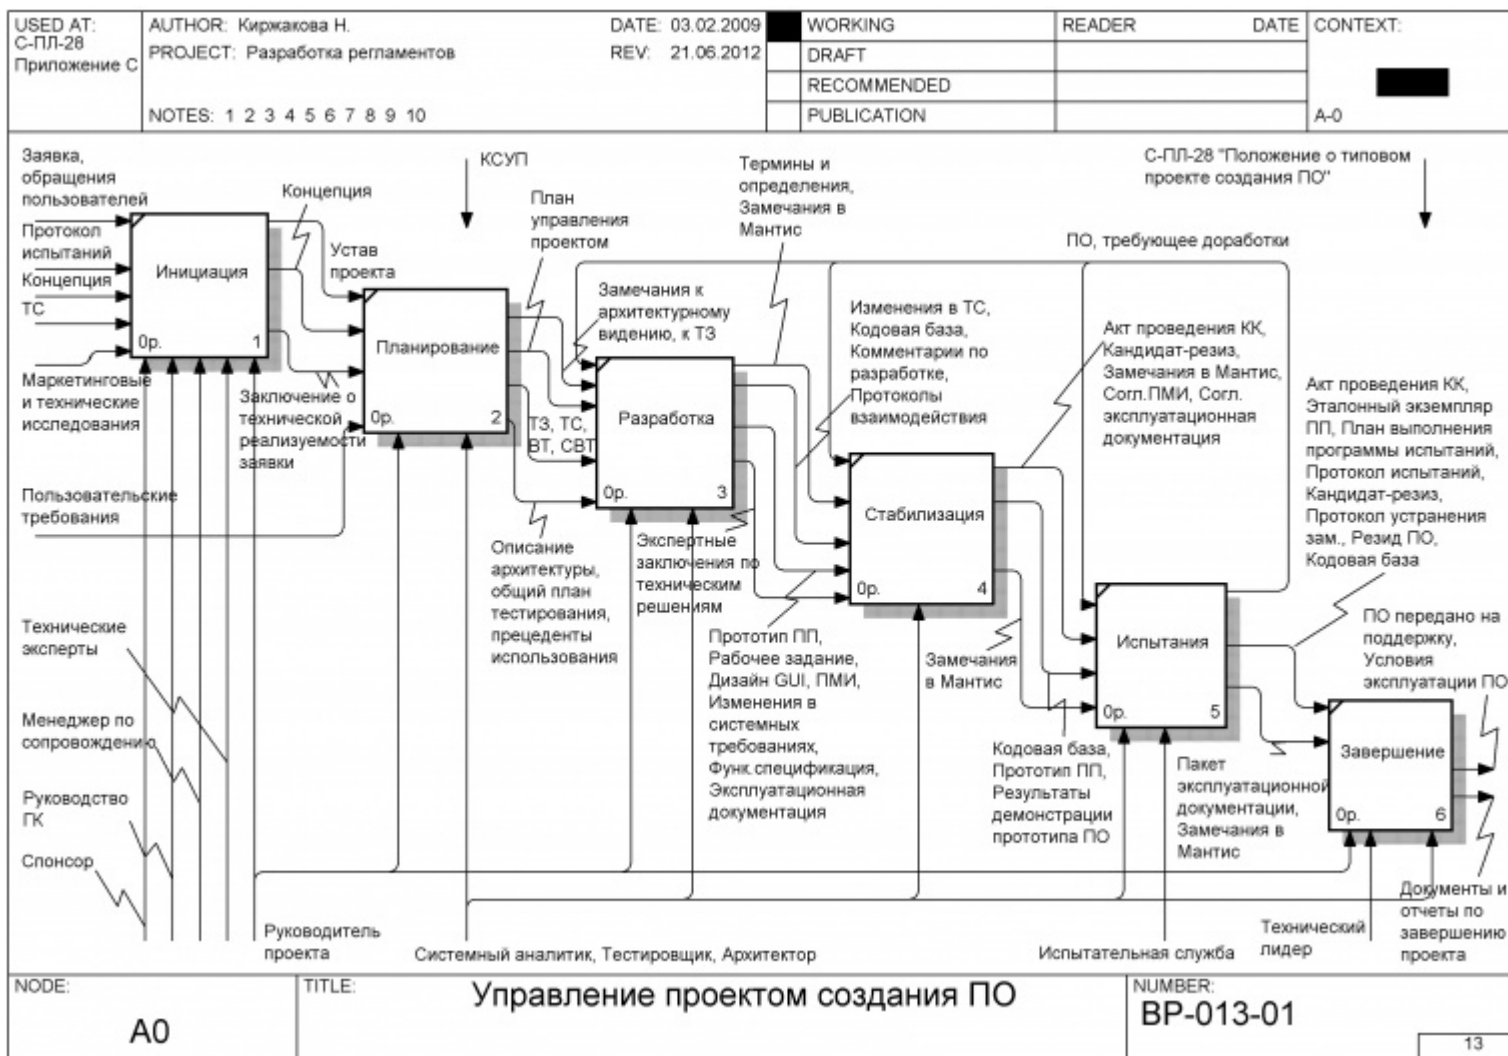 USED AT:
С-ПЛ-28
Приложение С
AUTHOR: Киржакова Н.
DATE: 03.02.2009
PROJECT: Разработка регламентов
REV: 21.06.2012
NOTES: 1 2 3 4 5 6 7 8 9 10
WORKING
DRAFT
RECOMMENDED
PUBLICATION
READER
DATE
CONTEXT:
A-0
Заявка,
обращения
пользователей
Протокол
испытаний
Концепция
ТС
Маркетинговые
и технические
исследования
Пользовательские
требования
Технические
эксперты
Менеджер по
сопровождению
Руководство
ГК
Спонсор
Концепция
Инициация
0р.
1
Устав
проекта
Заключение о
технической
реализуемости
заявки
КСУП
Планирование
0р.
2
План
управления
проектом
Замечания к
архитектурному
видению, к ТЗ
ТЗ, ТС,
ВТ, СВТ
Описание
архитектуры,
общий план
тестирования,
прецеденты
использования
Разработка
0р.
3
Термины и
определения,
Замечания в
Мантис
Экспертные
заключения по
техническим
решениям
Изменения в ТС,
Кодовая база,
Комментарии по
разработке,
Протоколы
взаимодействия
Прототип ПП,
Рабочее задание,
Дизайн GUI, ПМИ,
Изменения в
системных
требованиях,
Функ.спецификация,
Эксплуатационная
документация
С-ПЛ-28 "Положение о типовом
проекте создания ПО"
ПО, требующее доработки
Стабилизация
0р.
4
Акт проведения КК,
Кандидат-резиз,
Замечания в Мантис,
Согл.ПМИ, Согл.
эксплуатационная
документация
Замечания
в Мантис
Кодовая база,
Прототип ПП,
Результаты
демонстрации
прототипа ПО
Испытания
0р.
5
Акт проведения КК,
Эталонный экземпляр
ПП, План выполнения
программы испытаний,
Протокол испытаний,
Кандидат-резиз,
Протокол устранения
зам., Резид ПО,
Кодовая база
Пакет
эксплуатационной
документации,
Замечания в
Мантис
ПО передано на
поддержку,
Условия
эксплуатации ПО
Завершение
0р.
6
Документы и
отчеты по
завершению
проекта
Руководитель
проекта
Системный аналитик, Тестировщик, Архитектор
Испытательная служба
Технический
лидер
NODE:
A0
TITLE:
Управление проектом создания ПО
NUMBER:
BP-013-01
13